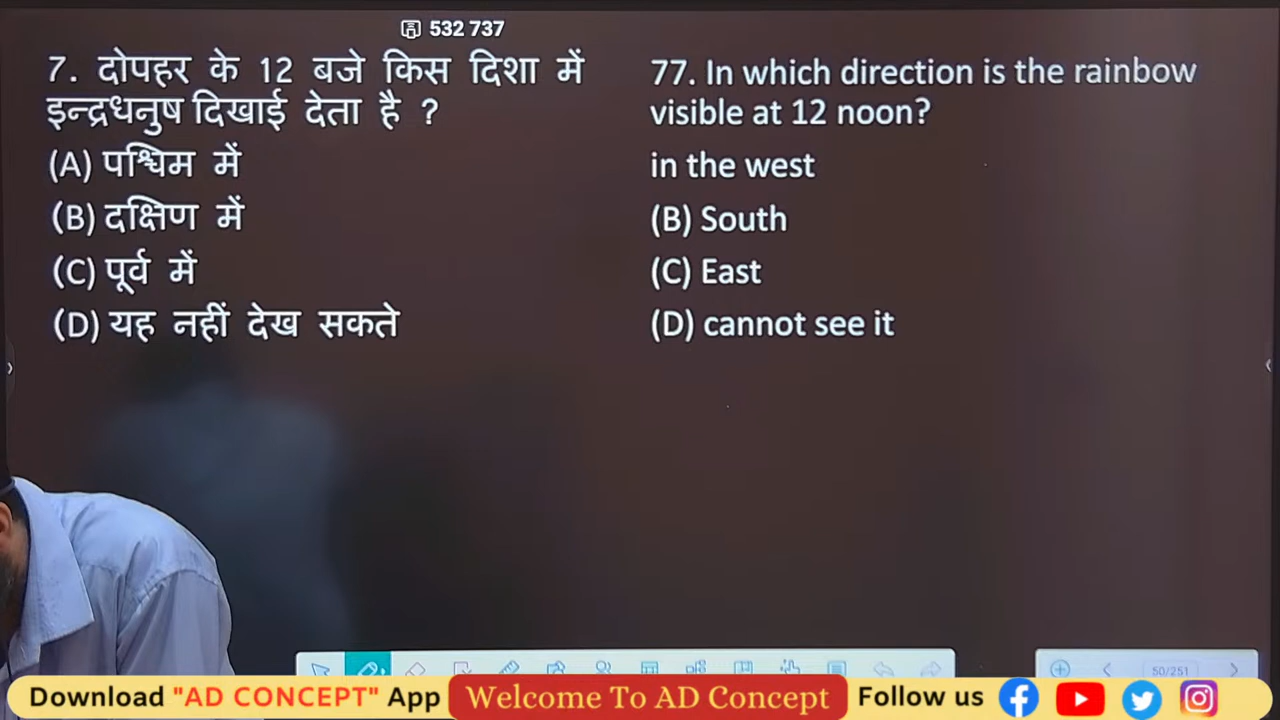 532 737
7. दोपहर के 12 बजे किस दिशा में
इन्द्रधनुष दिखाई देता है ?
(A) पश्चिम में
(B) दक्षिण में
(C) पूर्व में
(D) यह नहीं देख सकते
77. In which direction is the rainbow
visible at 12 noon?
in the west
(B) South
(C) East
(D) cannot see it
50/251
Download "AD CONCEPT" App
Welcome To AD Concept
Follow us